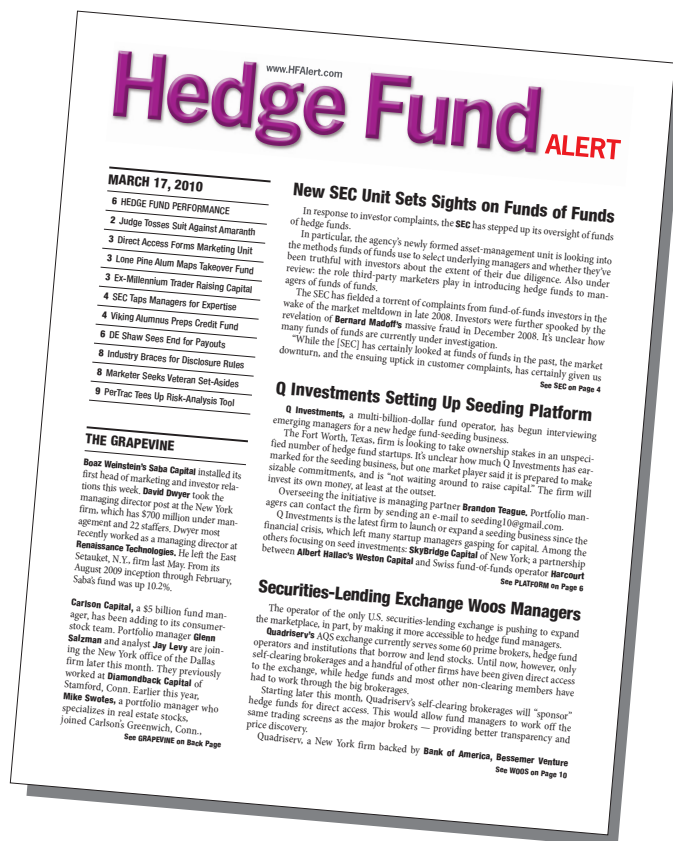 www.HFAlert.com
Hedge Fund ALERT
MARCH 17, 2010
6 HEDGE FUND PERFORMANCE
2 Judge Tosses Suit Against Amaranth
3 Direct Access Forms Marketing Unit
3 Lone Pine Alum Maps Takeover Fund
3 Ex-Millennium Trader Raising Capital
4 SEC Taps Managers for Expertise
4 Viking Alumnus Preps Credit Fund
6 DE Shaw Sees End for Payouts
8 Industry Braces for Disclosure Rules
8 Marketer Seeks Veteran Set-Asides
9 PerTrac Tees Up Risk-Analysis Tool
THE GRAPEVINE
Boaz Weinstein's Saba Capital installed its
first head of marketing and investor rela-
tions this week. David Dwyer took the
managing director post at the New York
firm, which has $700 million under man-
agement and 22 staffers. Dwyer most
recently worked as a managing director at
Renaissance Technologies. He left the East
Setauket, N.Y., firm last May. From its
August 2009 inception through February,
Saba's fund was up 10.2%.
Carlson Capital, a $5 billion fund man-
ager, has been adding to its consumer-
stock team. Portfolio manager Glenn
Salzman and analyst Jay Levy are join-
ing the New York office of the Dallas
firm later this month. They previously
worked at Diamondback Capital of
Stamford, Conn. Earlier this year,
Mike Swotes, a portfolio manager who
specializes in real estate stocks,
joined Carlson's Greenwich, Conn.,
See GRAPEVINE on Back Page
New SEC Unit Sets Sights on Funds of Funds
In response to investor complaints, the SEC has stepped up its oversight of funds
of hedge funds.
In particular, the agency's newly formed asset-management unit is looking into
the methods funds of funds use to select underlying managers and whether they've
been truthful with investors about the extent of their due diligence. Also under
review: the role third-party marketers play in introducing hedge funds to man-
agers of funds of funds.
The SEC has fielded a torrent of complaints from fund-of-funds investors in the
wake of the market meltdown in late 2008. Investors were further spooked by the
revelation of Bernard Madoff's massive fraud in December 2008. It's unclear how
many funds of funds are currently under investigation.
"While the [SEC] has certainly looked at funds of funds in the past, the market
downturn, and the ensuing uptick in customer complaints, has certainly given us
See SEC on Page 4
Q Investments Setting Up Seeding Platform
Q Investments, a multi-billion-dollar fund operator, has begun interviewing
emerging managers for a new hedge fund-seeding business.
The Fort Worth, Texas, firm is looking to take ownership stakes in an unspeci-
fied number of hedge fund startups. It's unclear how much Q Investments has ear-
marked for the seeding business, but one market player said it is prepared to make
sizable commitments, and is "not waiting around to raise capital." The firm will
invest its own money, at least at the outset.
Overseeing the initiative is managing partner Brandon Teague. Portfolio man-
agers can contact the firm by sending an e-mail to seeding10@gmail.com.
Q Investments is the latest firm to launch or expand a seeding business since the
financial crisis, which left many startup managers gasping for capital. Among the
others focusing on seed investments: SkyBridge Capital of New York; a partnership
between Albert Hallac's Weston Capital and Swiss fund-of-funds operator Harcourt
See PLATFORM on Page 6
Securities-Lending Exchange Woos Managers
The operator of the only U.S. securities-lending exchange is pushing to expand
the marketplace, in part, by making it more accessible to hedge fund managers.
Quadriserv's AQS exchange currently serves some 60 prime brokers, hedge fund
operators and institutions that borrow and lend stocks. Until now, however, only
self-clearing brokerages and a handful of other firms have been given direct access
to the exchange, while hedge funds and most other non-clearing members have
had to work through the big brokerages.
Starting later this month, Quadriserv's self-clearing brokerages will "sponsor"
hedge funds for direct access. This would allow fund managers to work off the
same trading screens as the major brokers — providing better transparency and
price discovery.
Quadriserv, a New York firm backed by Bank of America, Bessemer Venture
See WOOS on Page 10